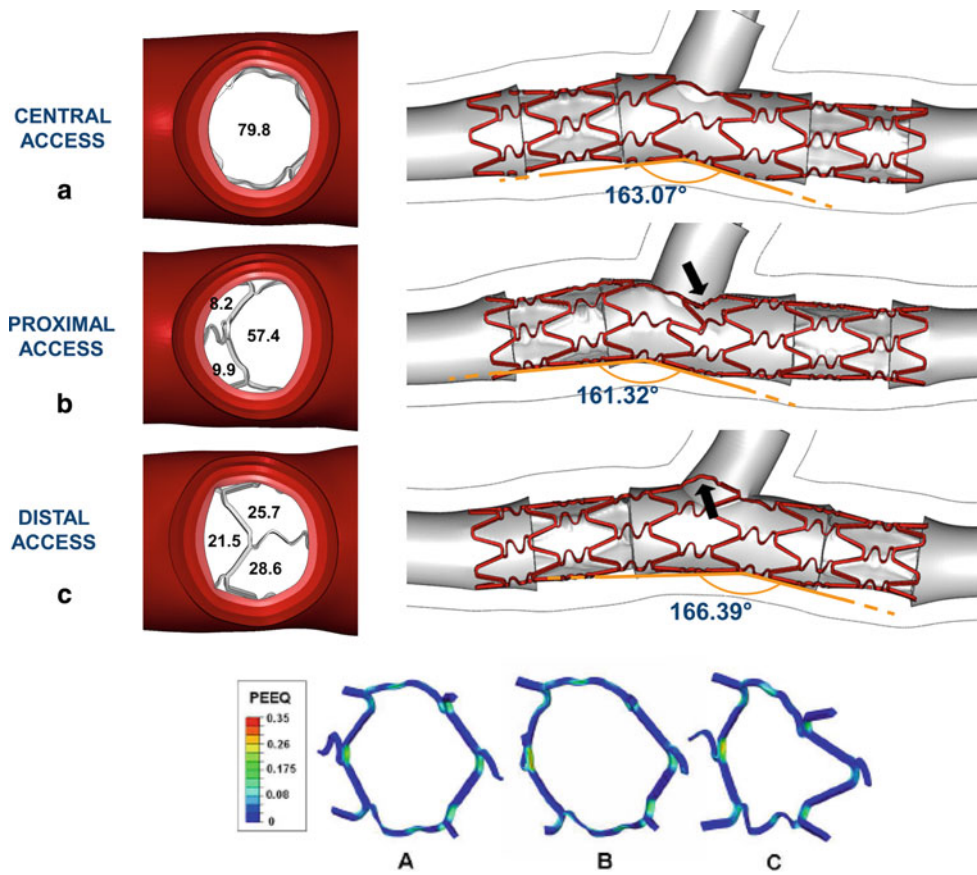 CENTRAL
ACCESS
a
79.8
163.07°
PROXIMAL
ACCESS
b
8.2
57.4
9.9
161.32°
DISTAL
ACCESS
c
25.7
21.5
28.6
166.39°
PEEQ
0.35
0.26
0.175
0.08
0
A
B
C